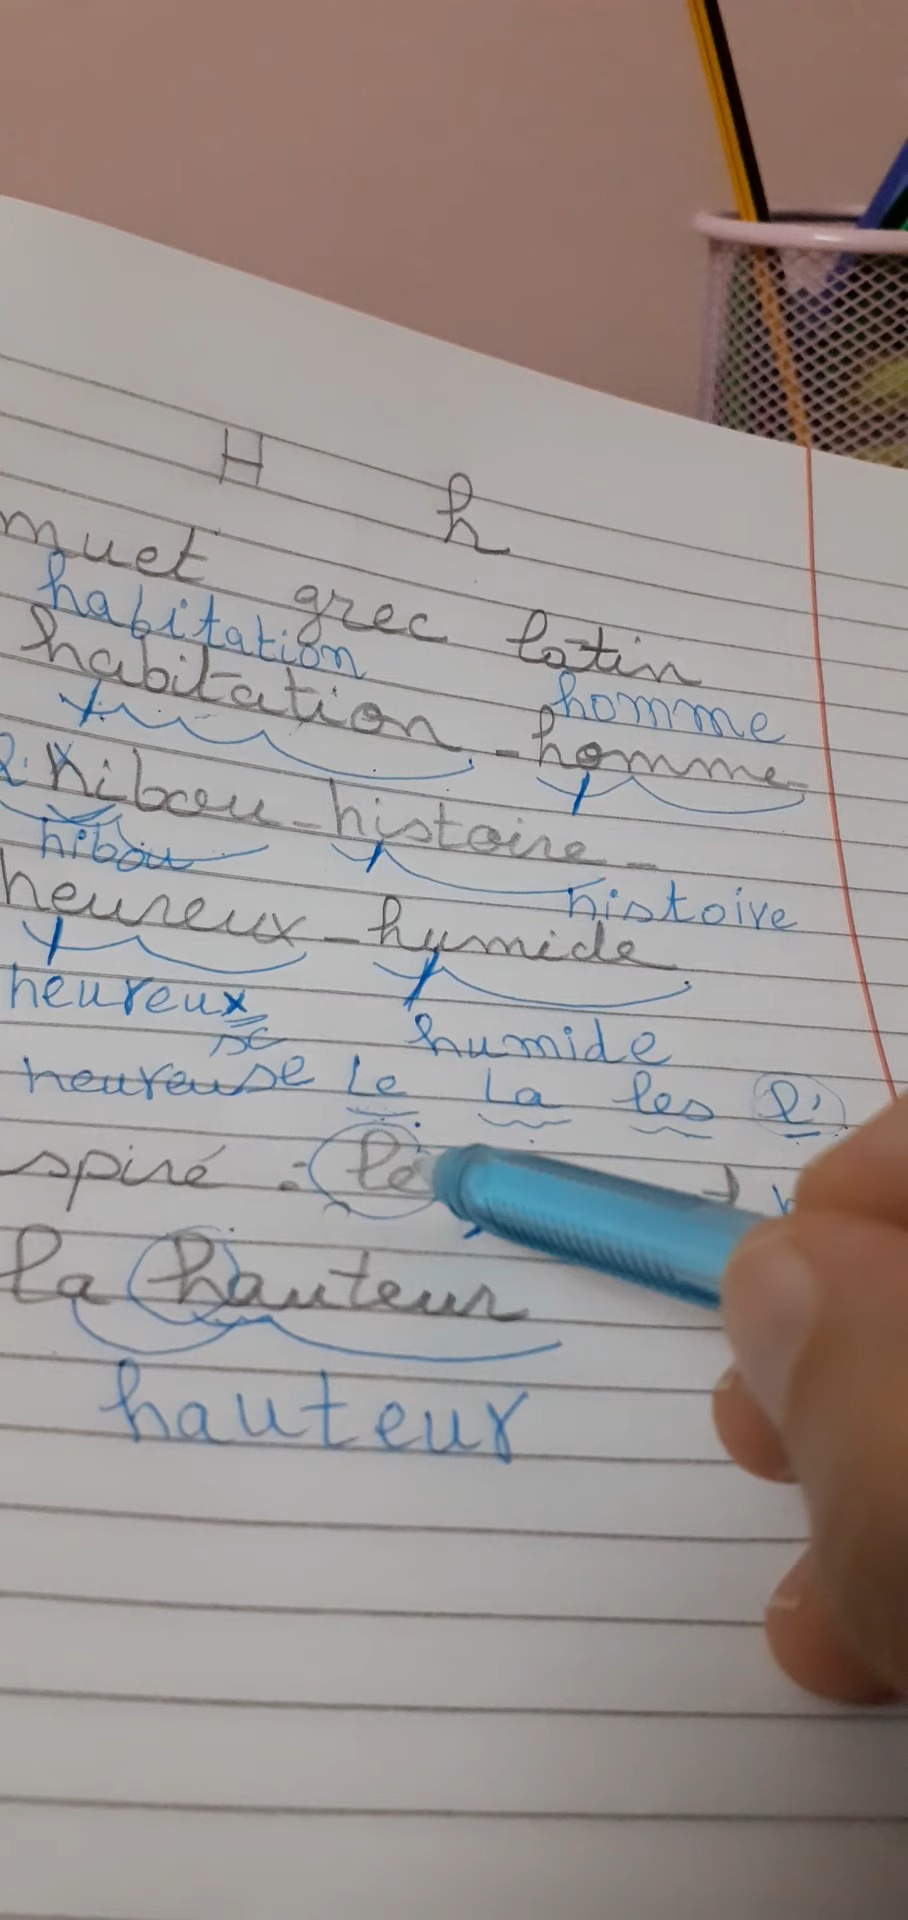 H h
muet grec latin
habitation
habitation - homme
homme
hibou - histoire -
hibou
histoire
heureux - humide
heureux
se
humide
heureuse Le La les l'
spiré :
la hauteur
hauteur